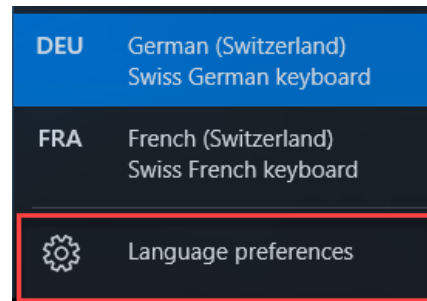 DEU German (Switzerland)
Swiss German keyboard
FRA French (Switzerland)
Swiss French keyboard
Language preferences